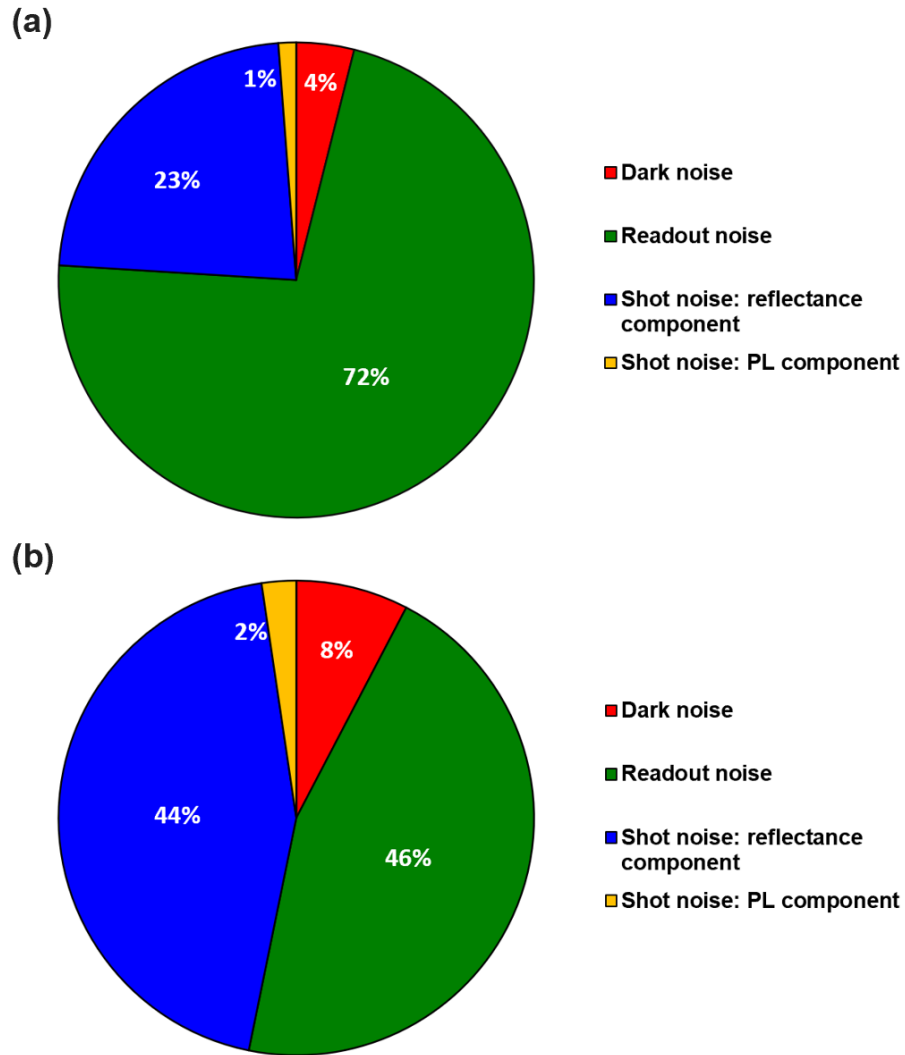 (a)
1%
4%
23%
72%
Dark noise
Readout noise
Shot noise: reflectance
component
Shot noise: PL component
(b)
2%
8%
44%
46%
Dark noise
Readout noise
Shot noise: reflectance
component
Shot noise: PL component